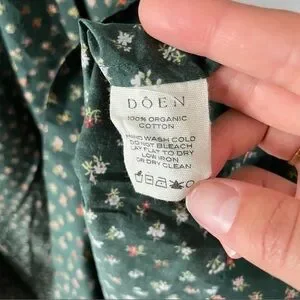 DÔEN
100% ORGANIC
COTTON
HAND WASH COLD
DO NOT BLEACH
LAY FLAT TO DRY
LOW IRON
OR DRY CLEAN